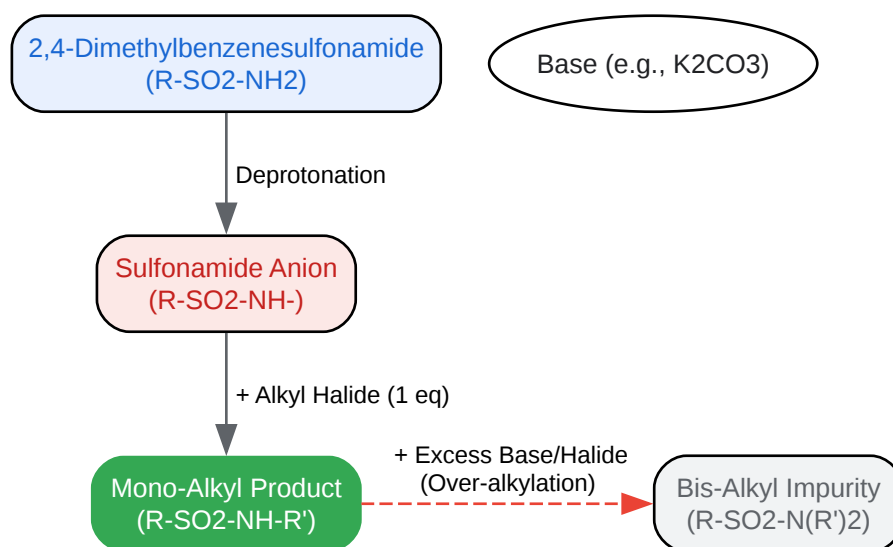 2,4-Dimethylbenzenesulfonamide
(R-SO2-NH2)
Base (e.g., K2CO3)
Deprotonation
Sulfonamide Anion
(R-SO2-NH-)
+ Alkyl Halide (1 eq)
+ Excess Base/Halide
(Over-alkylation)
Mono-Alkyl Product
(R-SO2-NH-R')
Bis-Alkyl Impurity
(R-SO2-N(R')2)